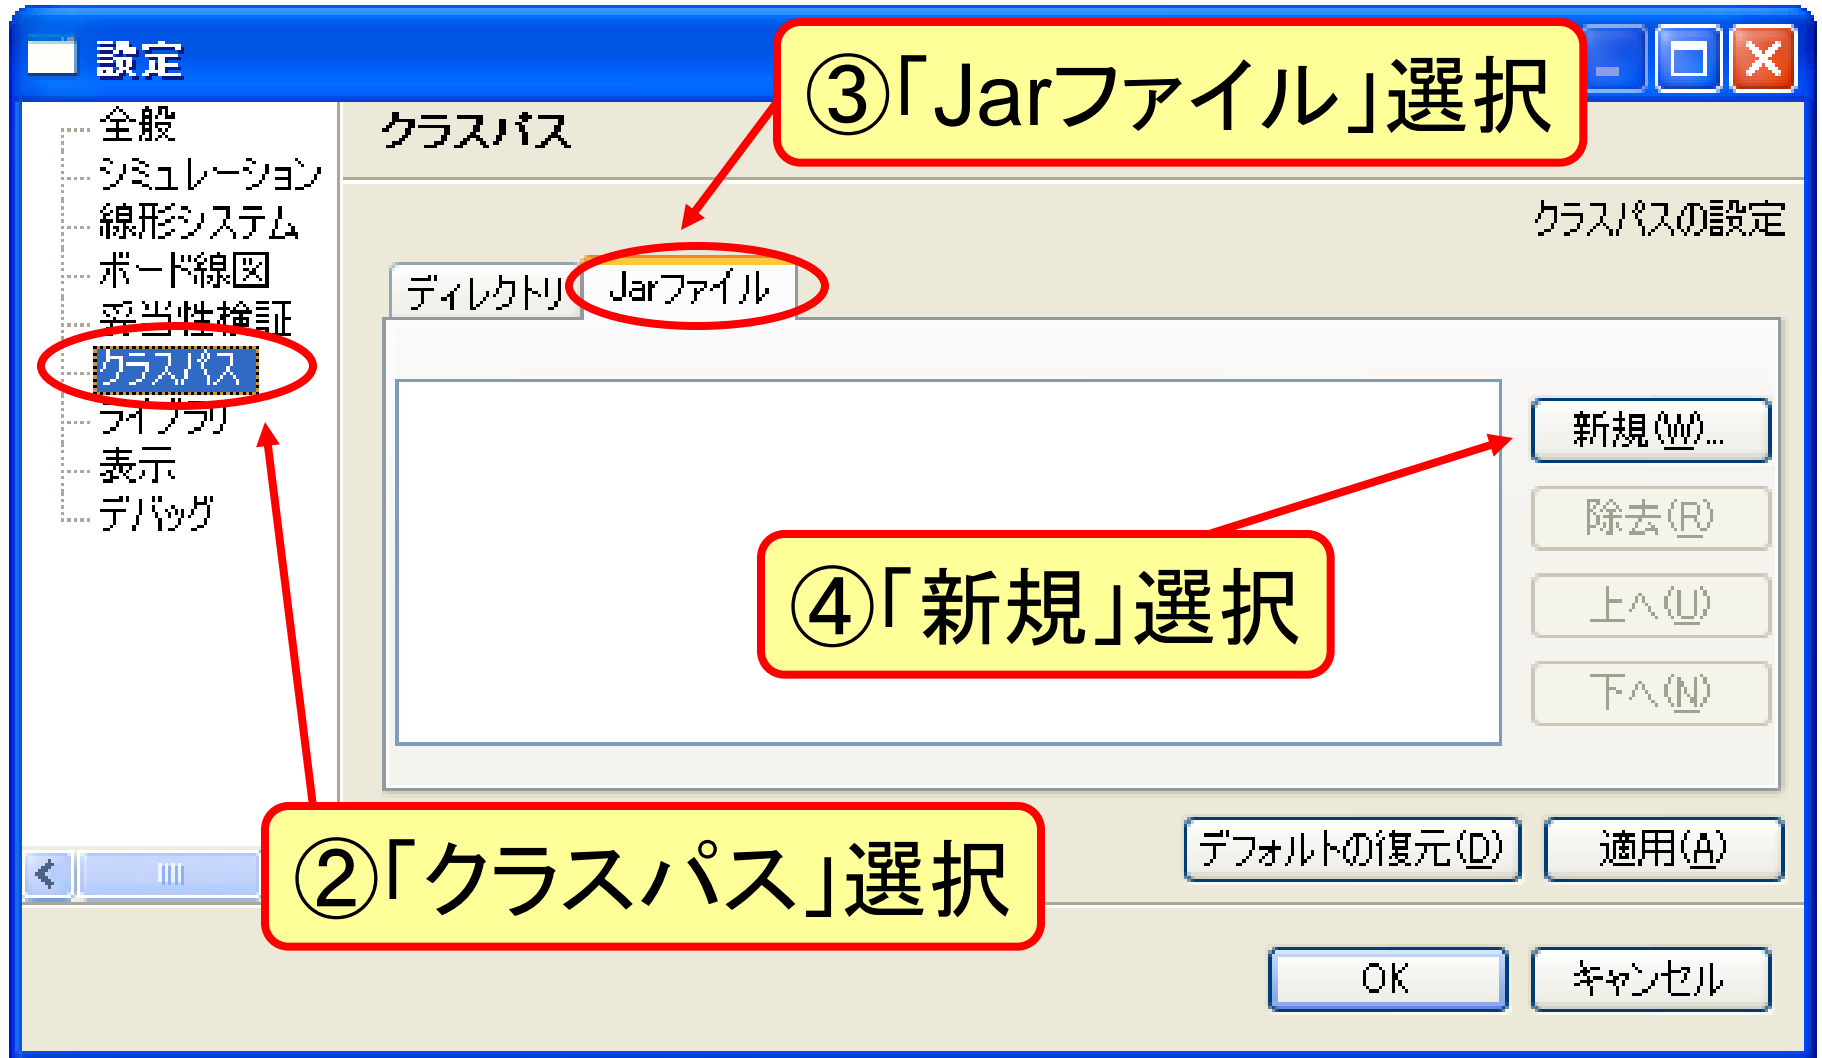 設定
③「Jarファイル」選択
全般
シミュレーション
線形システム
ボード線図
妥当性検証
クラスパス
ライブラリ
表示
デバッグ
クラスパス
クラスパスの設定
ディレクトリ
Jarファイル
新規(W)...
除去(R)
上へ(U)
下へ(N)
④「新規」選択
②「クラスパス」選択
デフォルトの復元(D)
適用(A)
OK
キャンセル